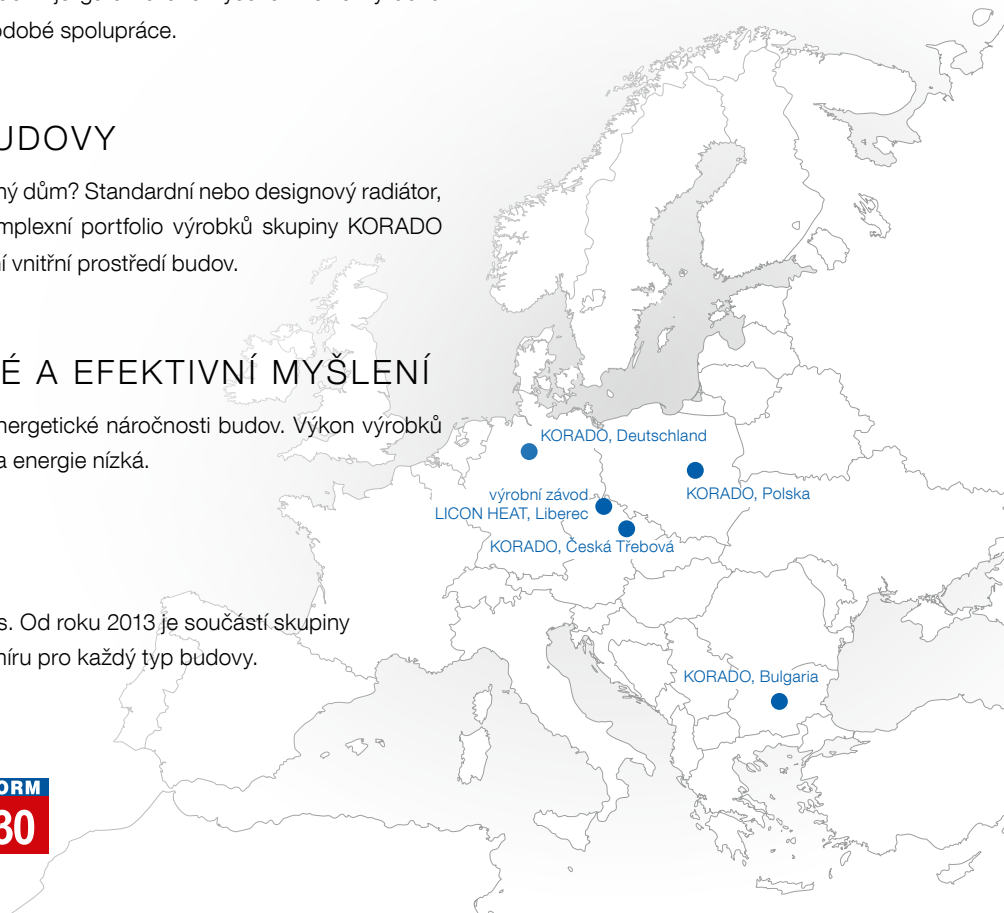 odobé spolupráce.
UDOVY
ný dům? Standardní nebo designový radiátor,
mplexní portfolio výrobků skupiny KORADO
ní vnitřní prostředí budov.
É A EFEKTIVNÍ MYŠLENÍ
nergetické náročnosti budov. Výkon výrobků
a energie nízká.
KORADO, Deutschland
KORADO, Polska
výrobní závod
LICON HEAT, Liberec
KORADO, Česká Třebová
s. Od roku 2013 je součástí skupiny
míru pro každý typ budovy.
KORADO, Bulgaria
ORM
30